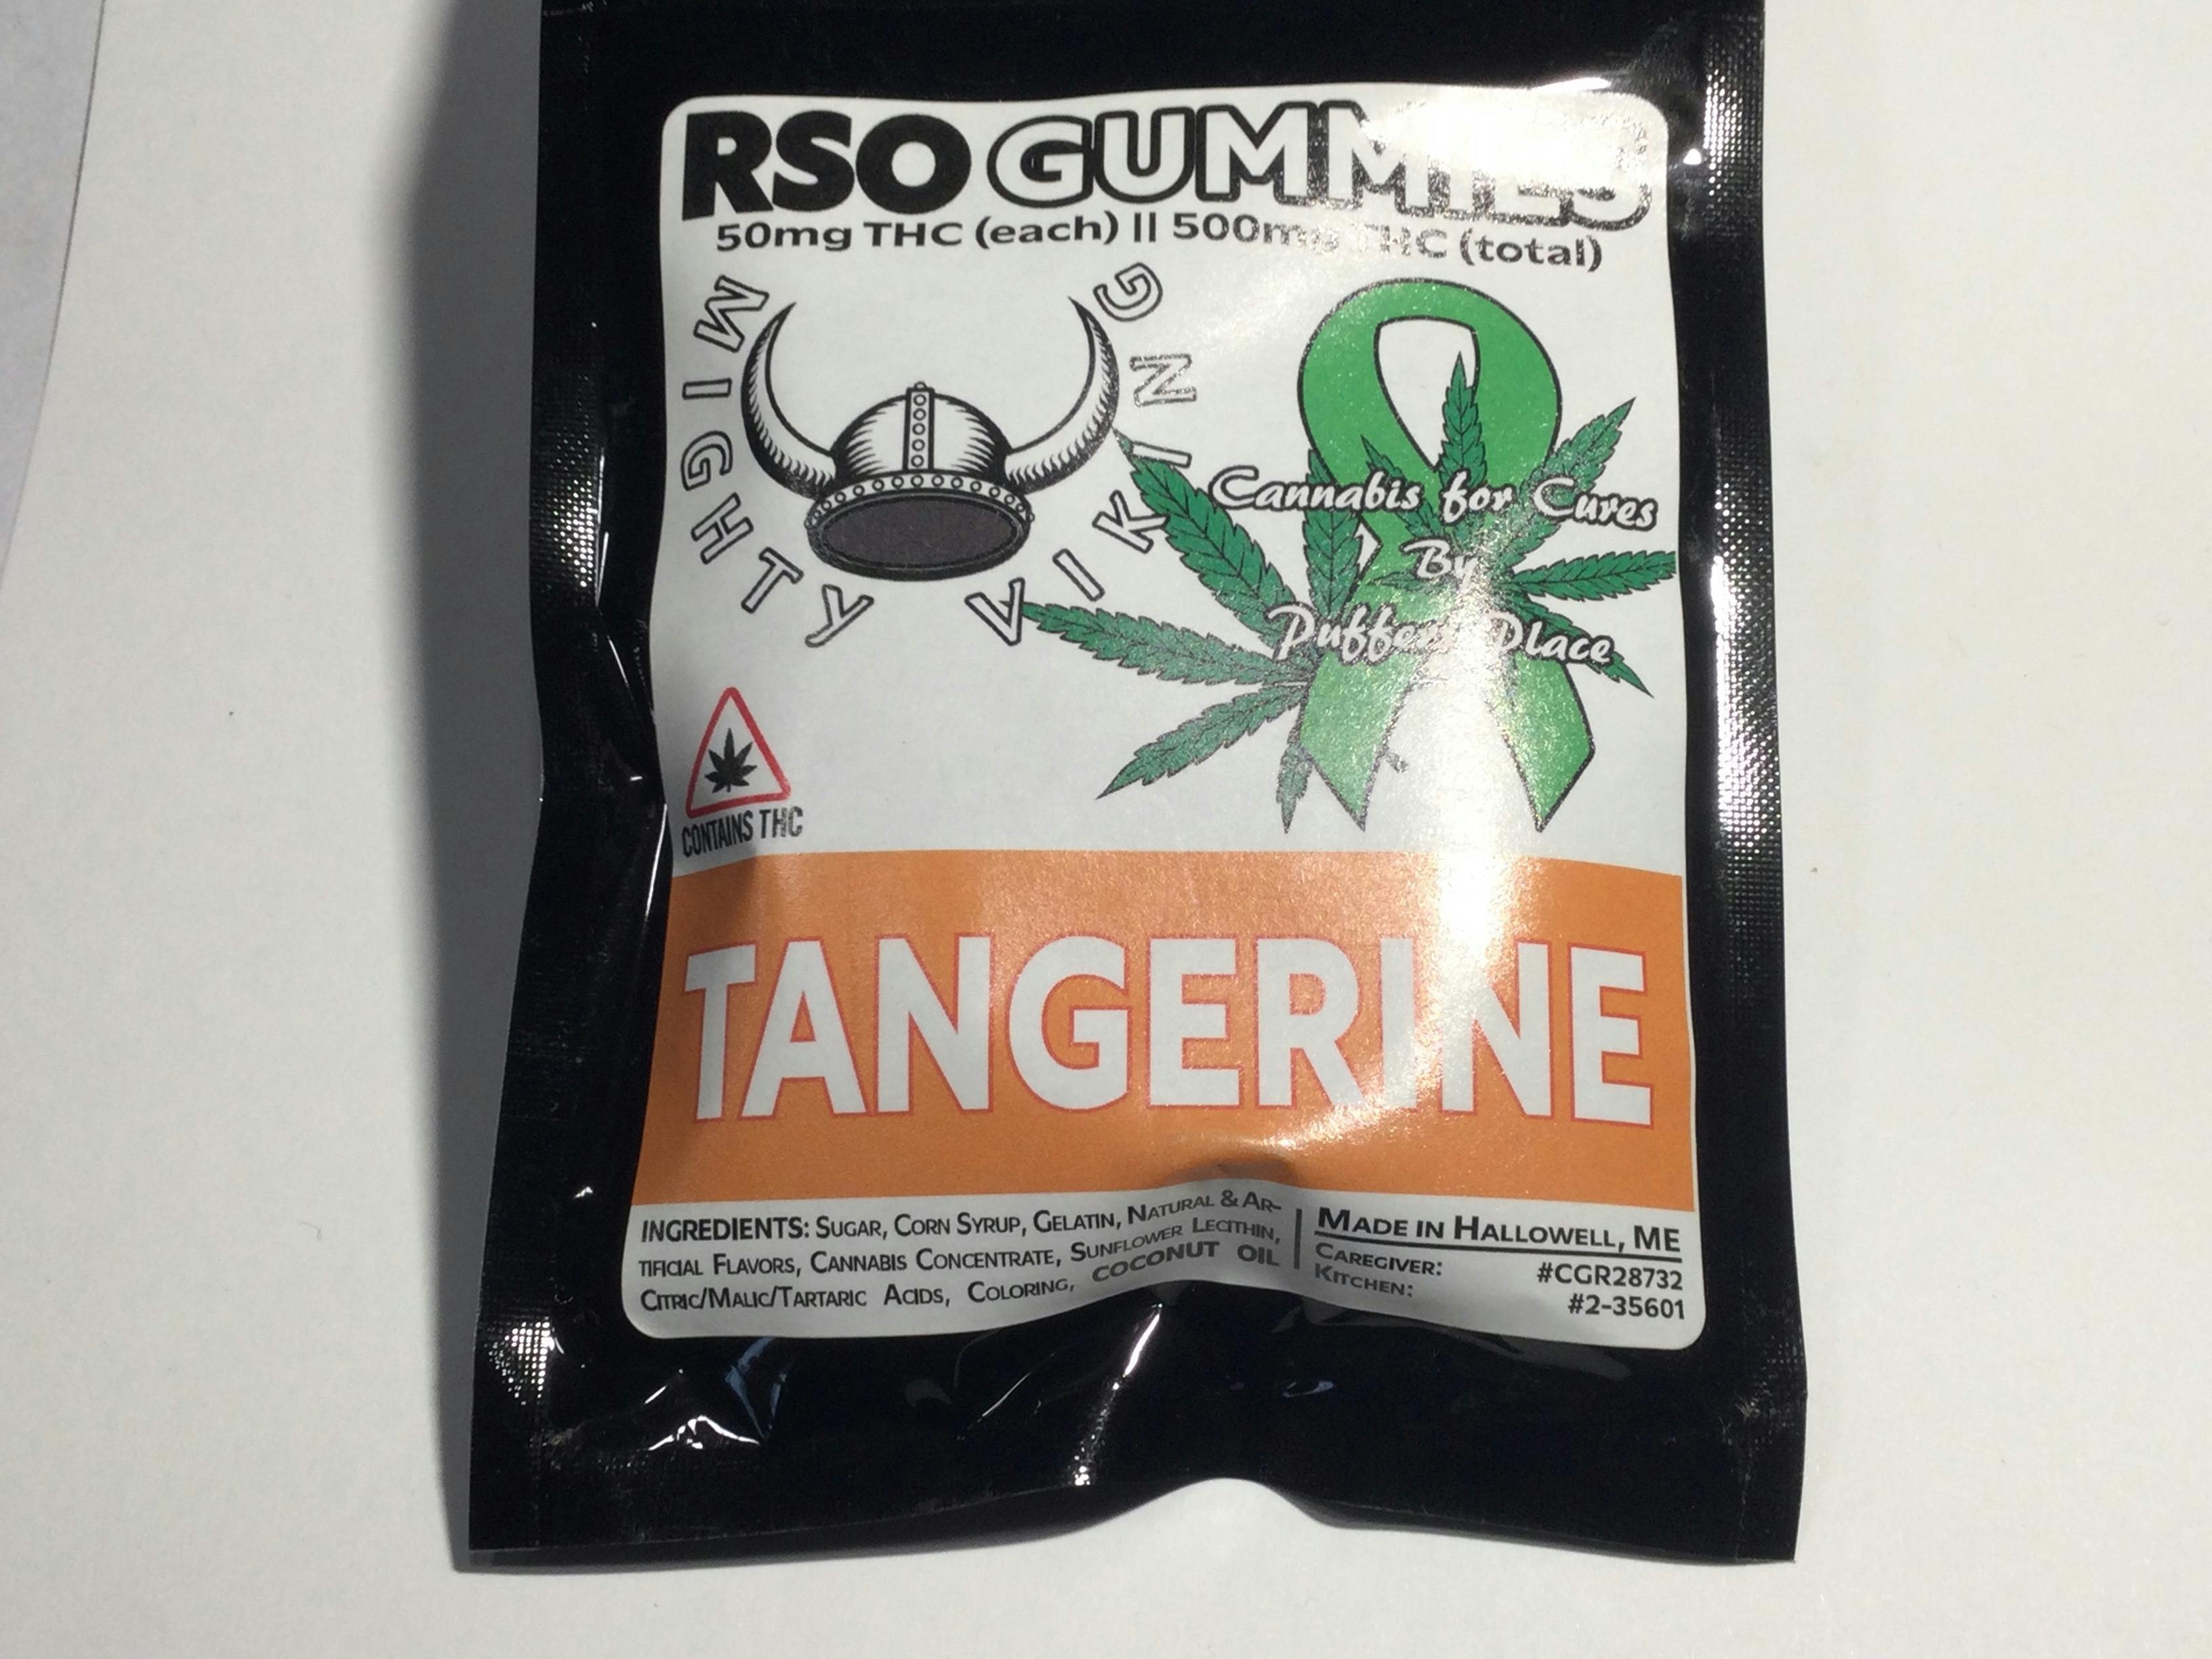 RSO GUMMIES
50mg THC (each) || 500mg THC (total)
MIGHTY VIKING
Cannabis for Cures
By
Puffers Place
CONTAINS THC
TANGERINE
INGREDIENTS: SUGAR, CORN SYRUP, GELATIN, NATURAL & AR-
TIFICIAL FLAVORS, CANNABIS CONCENTRATE, SUNFLOWER LECITHIN,
CITRIC/MALIC/TARTARIC ACIDS, COLORING, COCONUT OIL
MADE IN HALLOWELL, ME
CAREGIVER: #CGR28732
KITCHEN: #2-35601